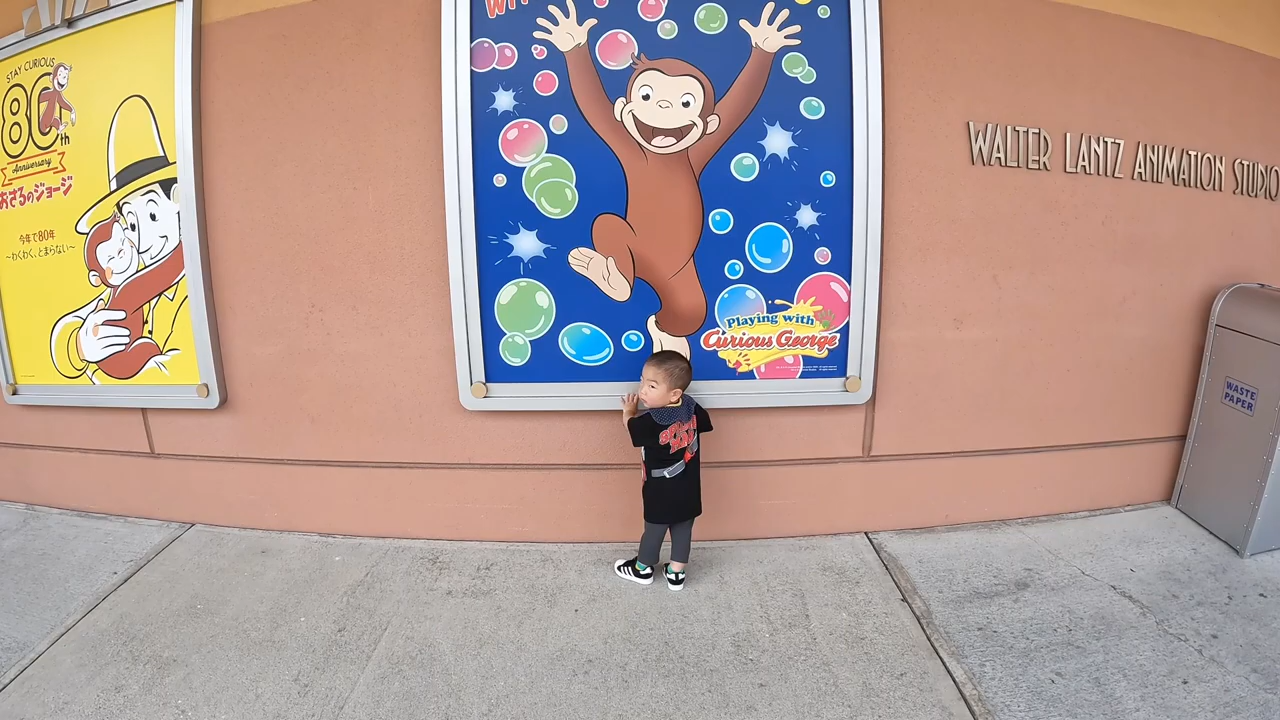 STAY CURIOUS
80th
Anniversary
おさるのジョージ
今年で80年
～わくわく、とまらない～
Playing with
Curious George
WALTER LANTZ ANIMATION STUDIO
WASTE
PAPER